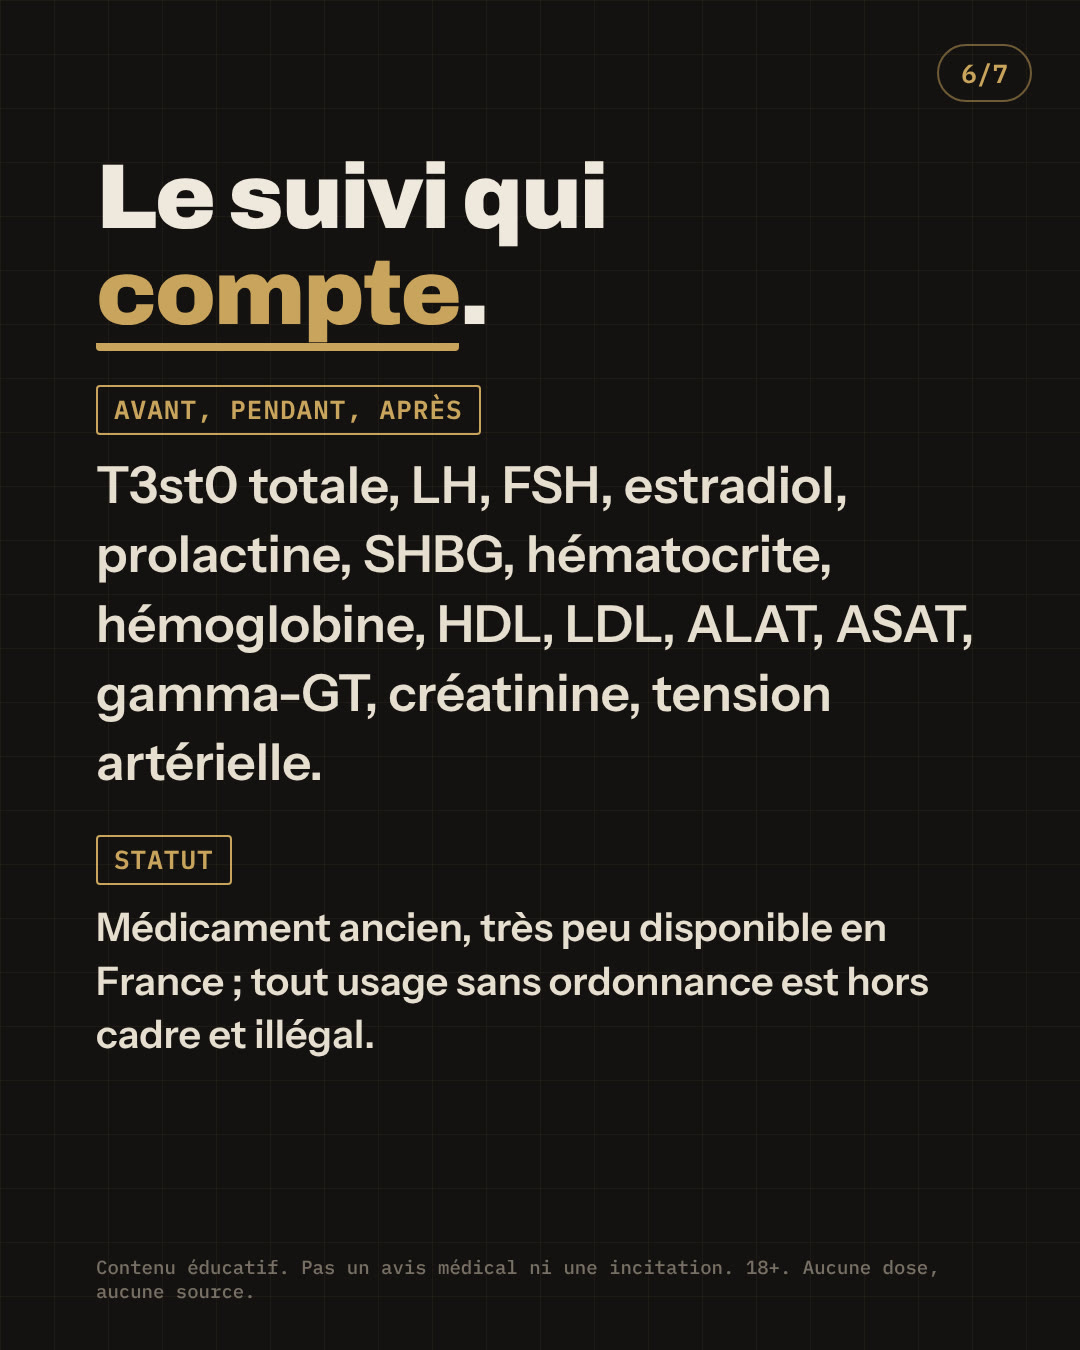 6/7
Le suivi qui
compte.
AVANT, PENDANT, APRÈS
T3st0 totale, LH, FSH, estradiol,
prolactine, SHBG, hématocrite,
hémoglobine, HDL, LDL, ALAT, ASAT,
gamma-GT, créatinine, tension
artérielle.
STATUT
Médicament ancien, très peu disponible en
France ; tout usage sans ordonnance est hors
cadre et illégal.
Contenu éducatif. Pas un avis médical ni une incitation. 18+. Aucune dose,
aucune source.